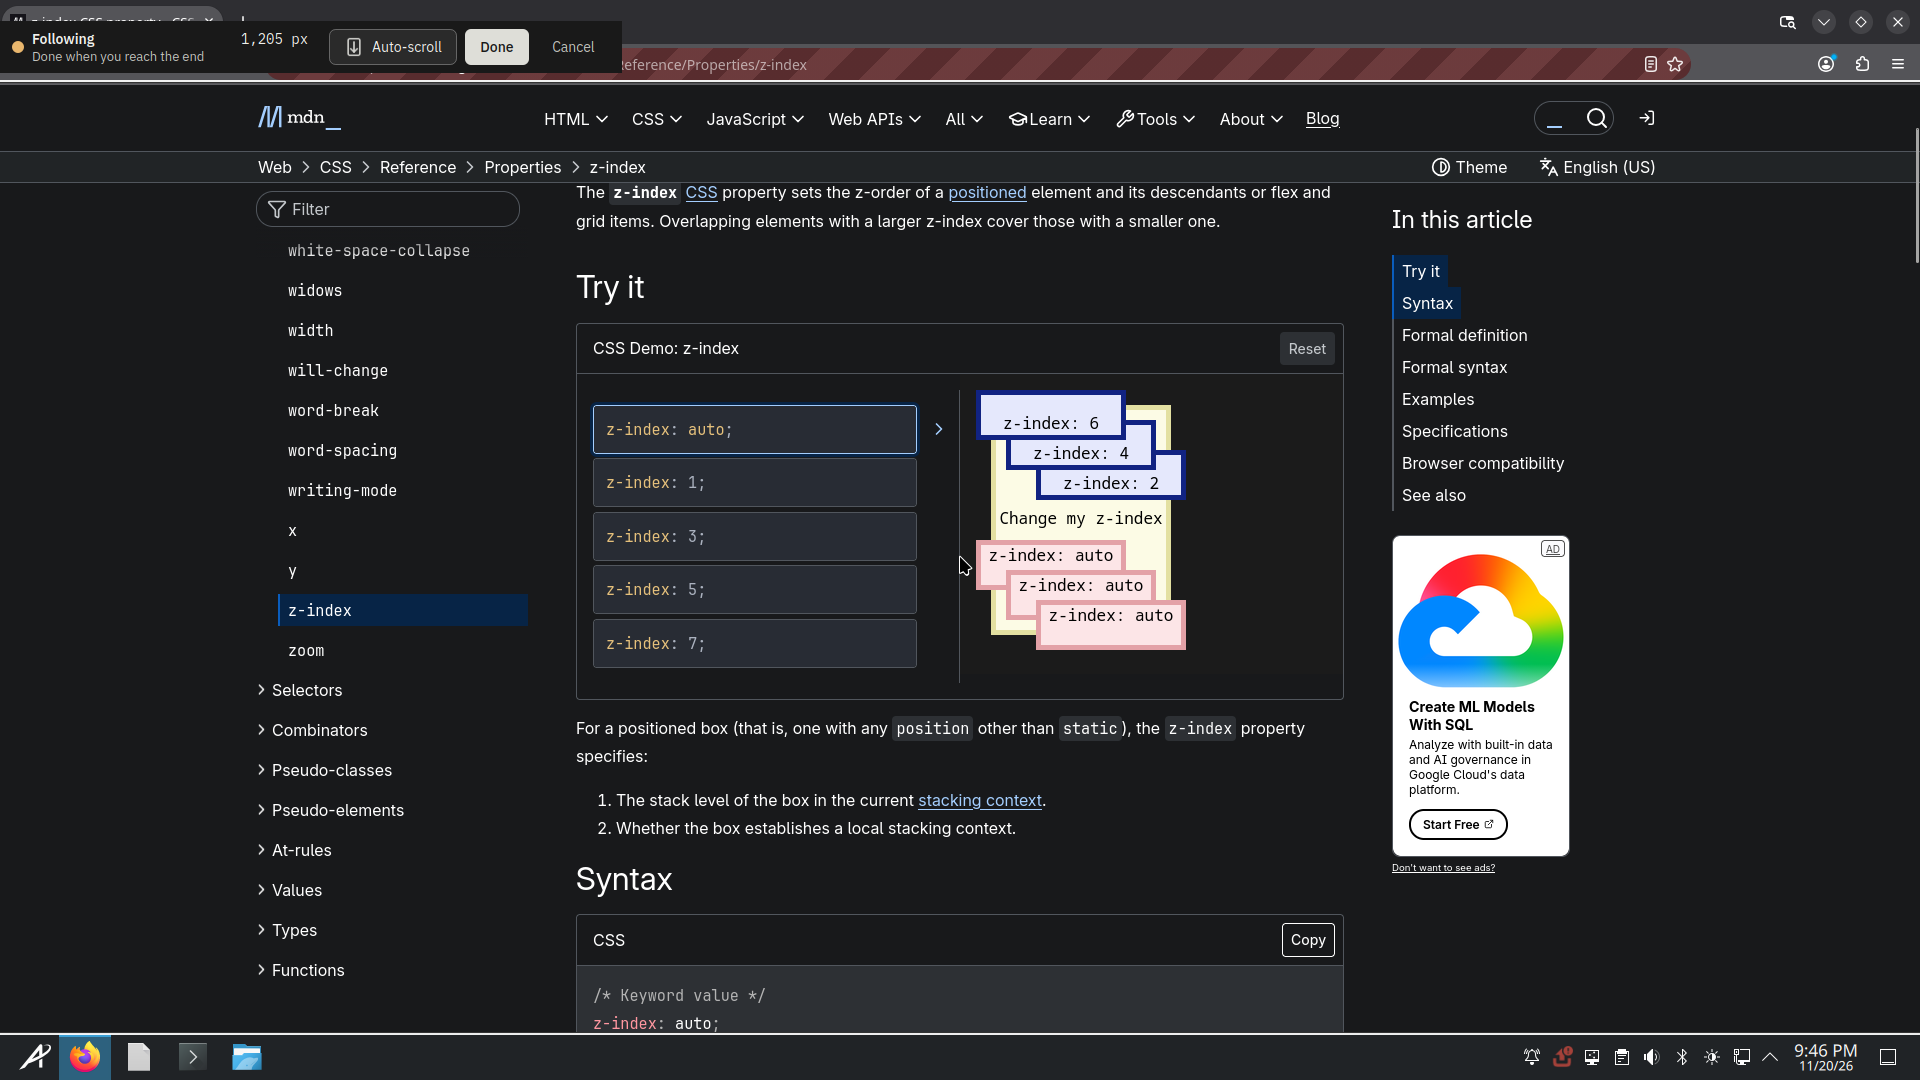 Following
Done when you reach the end
1,205 px
Auto-scroll
Done
Cancel
eference/Properties/z-index
mdn_
HTML
CSS
JavaScript
Web APIs
All
Learn
Tools
About
Blog
Web
CSS
Reference
Properties
z-index
Theme
English (US)
Filter
white-space-collapse
widows
width
will-change
word-break
word-spacing
writing-mode
x
y
z-index
zoom
Selectors
Combinators
Pseudo-classes
Pseudo-elements
At-rules
Values
Types
Functions
The z-index CSS property sets the z-order of a positioned element and its descendants or flex and
grid items. Overlapping elements with a larger z-index cover those with a smaller one.
Try it
CSS Demo: z-index
Reset
z-index: auto;
z-index: 1;
z-index: 3;
z-index: 5;
z-index: 7;
z-index: 6
z-index: 4
z-index: 2
Change my z-index
z-index: auto
z-index: auto
z-index: auto
For a positioned box (that is, one with any position other than static), the z-index property
specifies:
1. The stack level of the box in the current stacking context.
2. Whether the box establishes a local stacking context.
Syntax
CSS
Copy
/* Keyword value */
z-index: auto;
In this article
Try it
Syntax
Formal definition
Formal syntax
Examples
Specifications
Browser compatibility
See also
AD
Create ML Models
With SQL
Analyze with built-in data
and AI governance in
Google Cloud's data
platform.
Start Free
Don't want to see ads?
9:46 PM
11/20/26